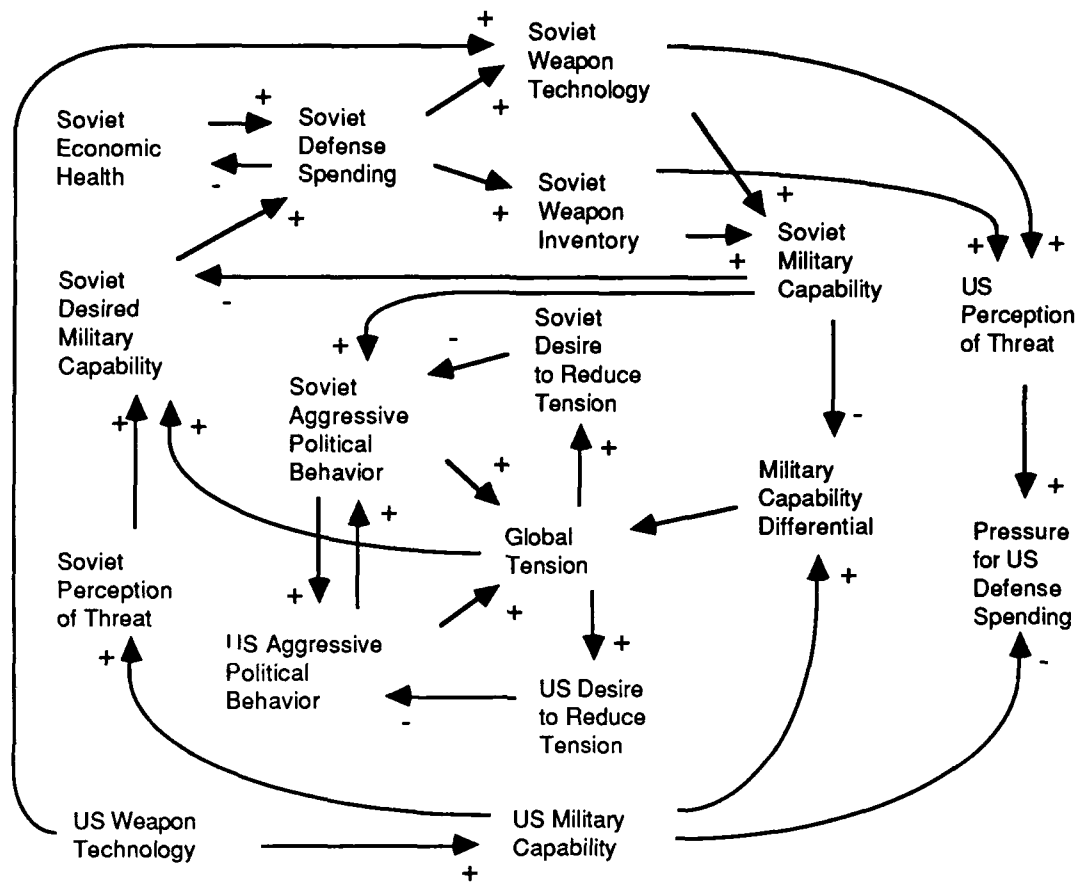 +
Soviet
Weapon
Technology
+
Soviet
Economic
Health
+
-
Soviet
Defense
Spending
+
Soviet
Weapon
Inventory
+
+
Soviet
Military
Capability
+
+
+
US
Perception
of Threat
Soviet
Desired
Military
Capability
-
+
+
+
Soviet
Aggressive
Political
Behavior
-
Soviet
Desire
to Reduce
Tension
+
-
Military
Capability
Differential
+
+
Pressure
for US
Defense
Spending
-
Soviet
Perception
of Threat
+
+
+
+
Global
Tension
+
+
US Aggressive
Political
Behavior
-
US Desire
to Reduce
Tension
US Weapon
Technology
+
US Military
Capability